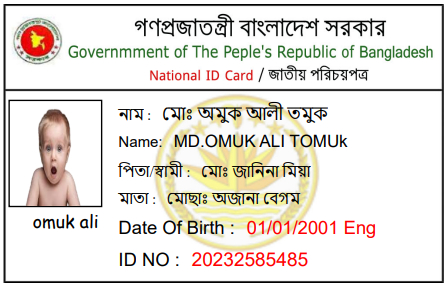 গণপ্রজাতন্ত্রী বাংলাদেশ সরকার
Governmment of The Peple's Republic of Bangladesh
National ID Card / জাতীয় পরিচয়পত্র
নাম : মোঃ অমুক আলী তমুক
Name: MD.OMUK ALI TOMUk
পিতা/স্বামী : মোঃ জানিনা মিয়া
মাতা : মোছাঃ অজানা বেগম
omuk ali
Date Of Birth : 01/01/2001 Eng
ID NO : 20232585485